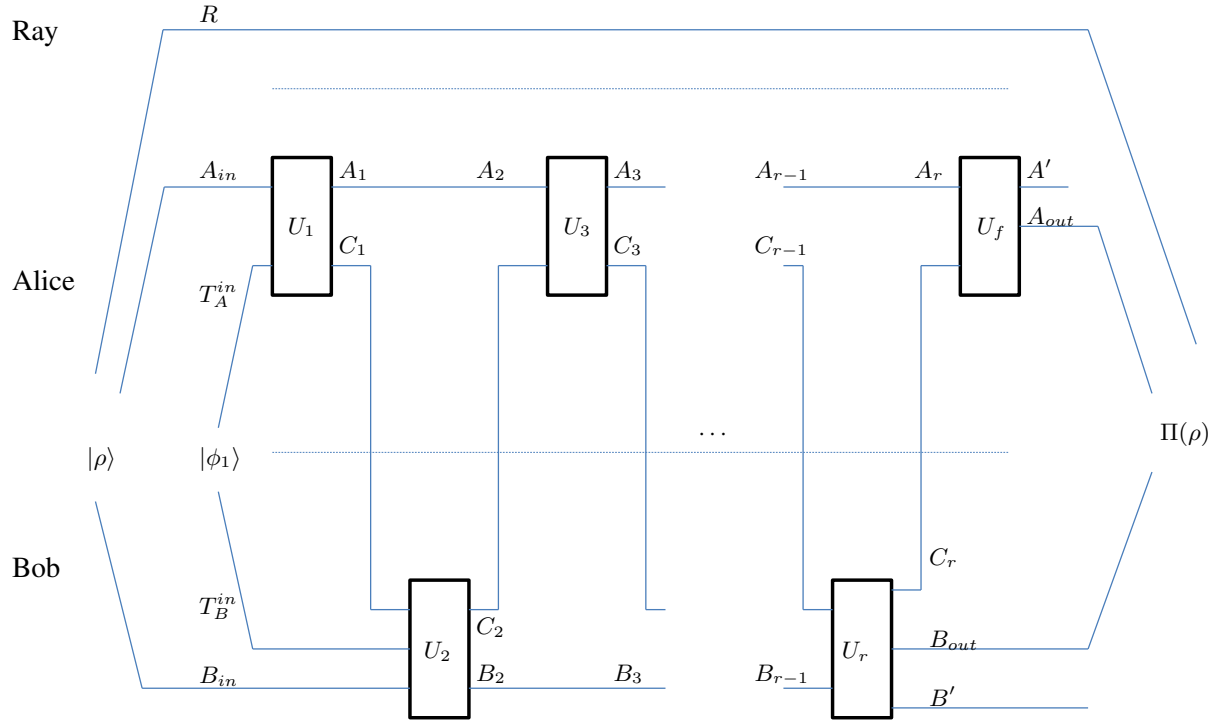 Ray
R
A_{in} A_1 A_2 A_3 A_{r-1} A_r A'
U_1 U_3 U_f A_{out}
C_1 C_3 C_{r-1}
Alice
T_A^{in}
... Π(ρ)
|ρ⟩ |ϕ_1⟩
Bob C_r
T_B^{in} C_2
U_2 U_r B_{out}
B_{in} B_2 B_3 B_{r-1} B'